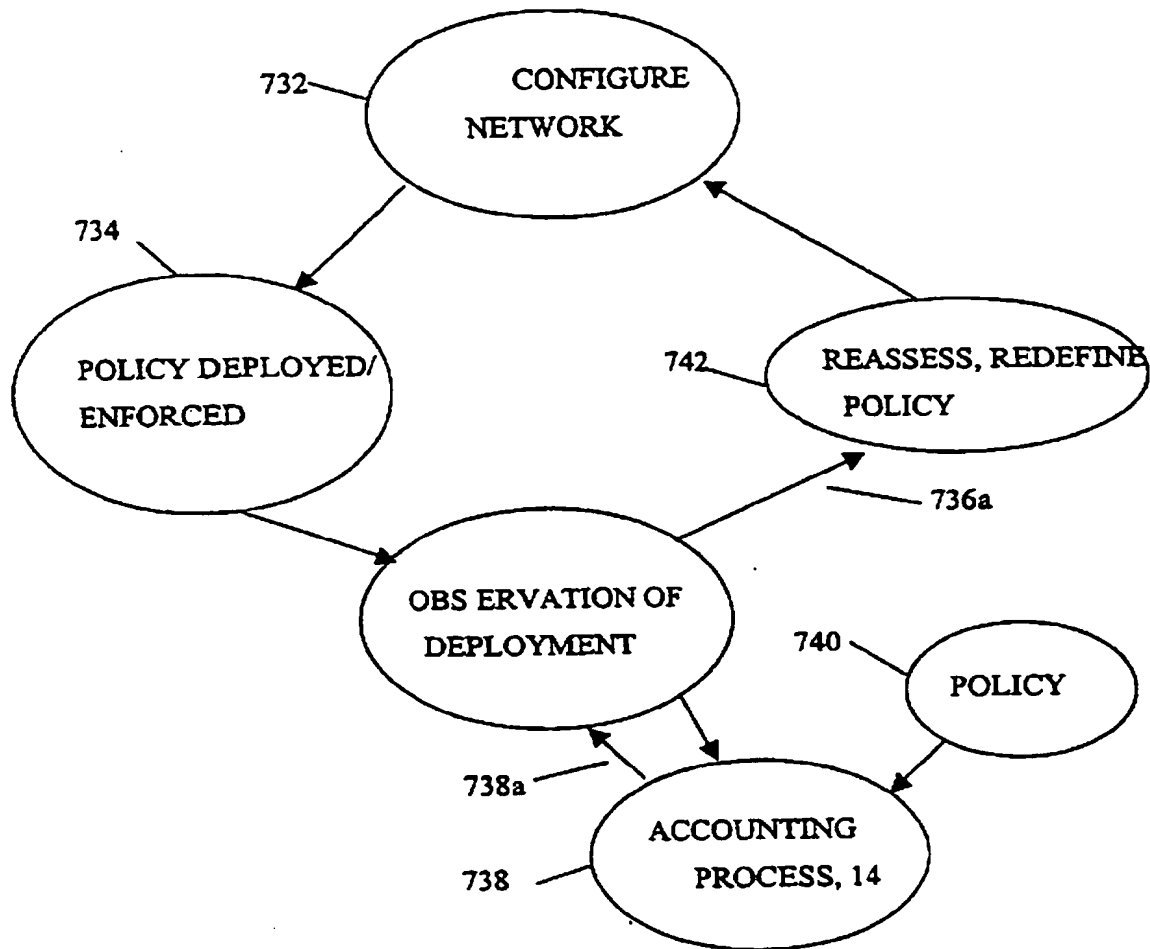 732
CONFIGURE
NETWORK
734
POLICY DEPLOYED/
ENFORCED
742
REASSESS, REDEFINE
POLICY
736a
OBS ERVATION OF
DEPLOYMENT
740
POLICY
738a
ACCOUNTING
PROCESS, 14
738